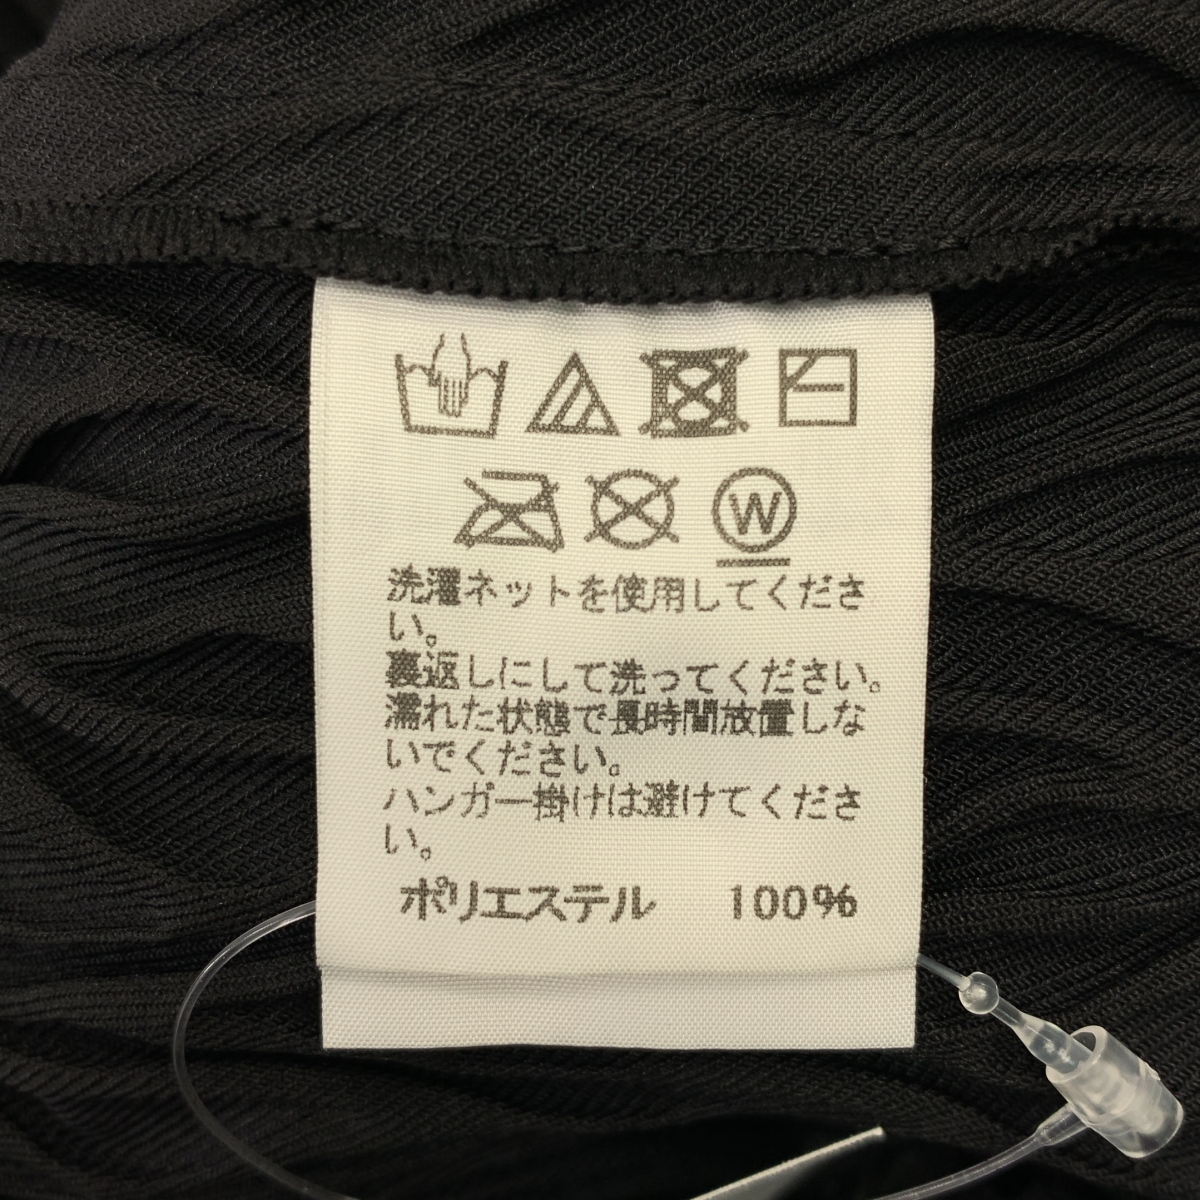 W
洗濯ネットを使用してくださ
い。
裏返しにして洗ってください。
濡れた状態で長時間放置しな
いでください。
ハンガー掛けは避けてくださ
い。
ポリエステル 100%